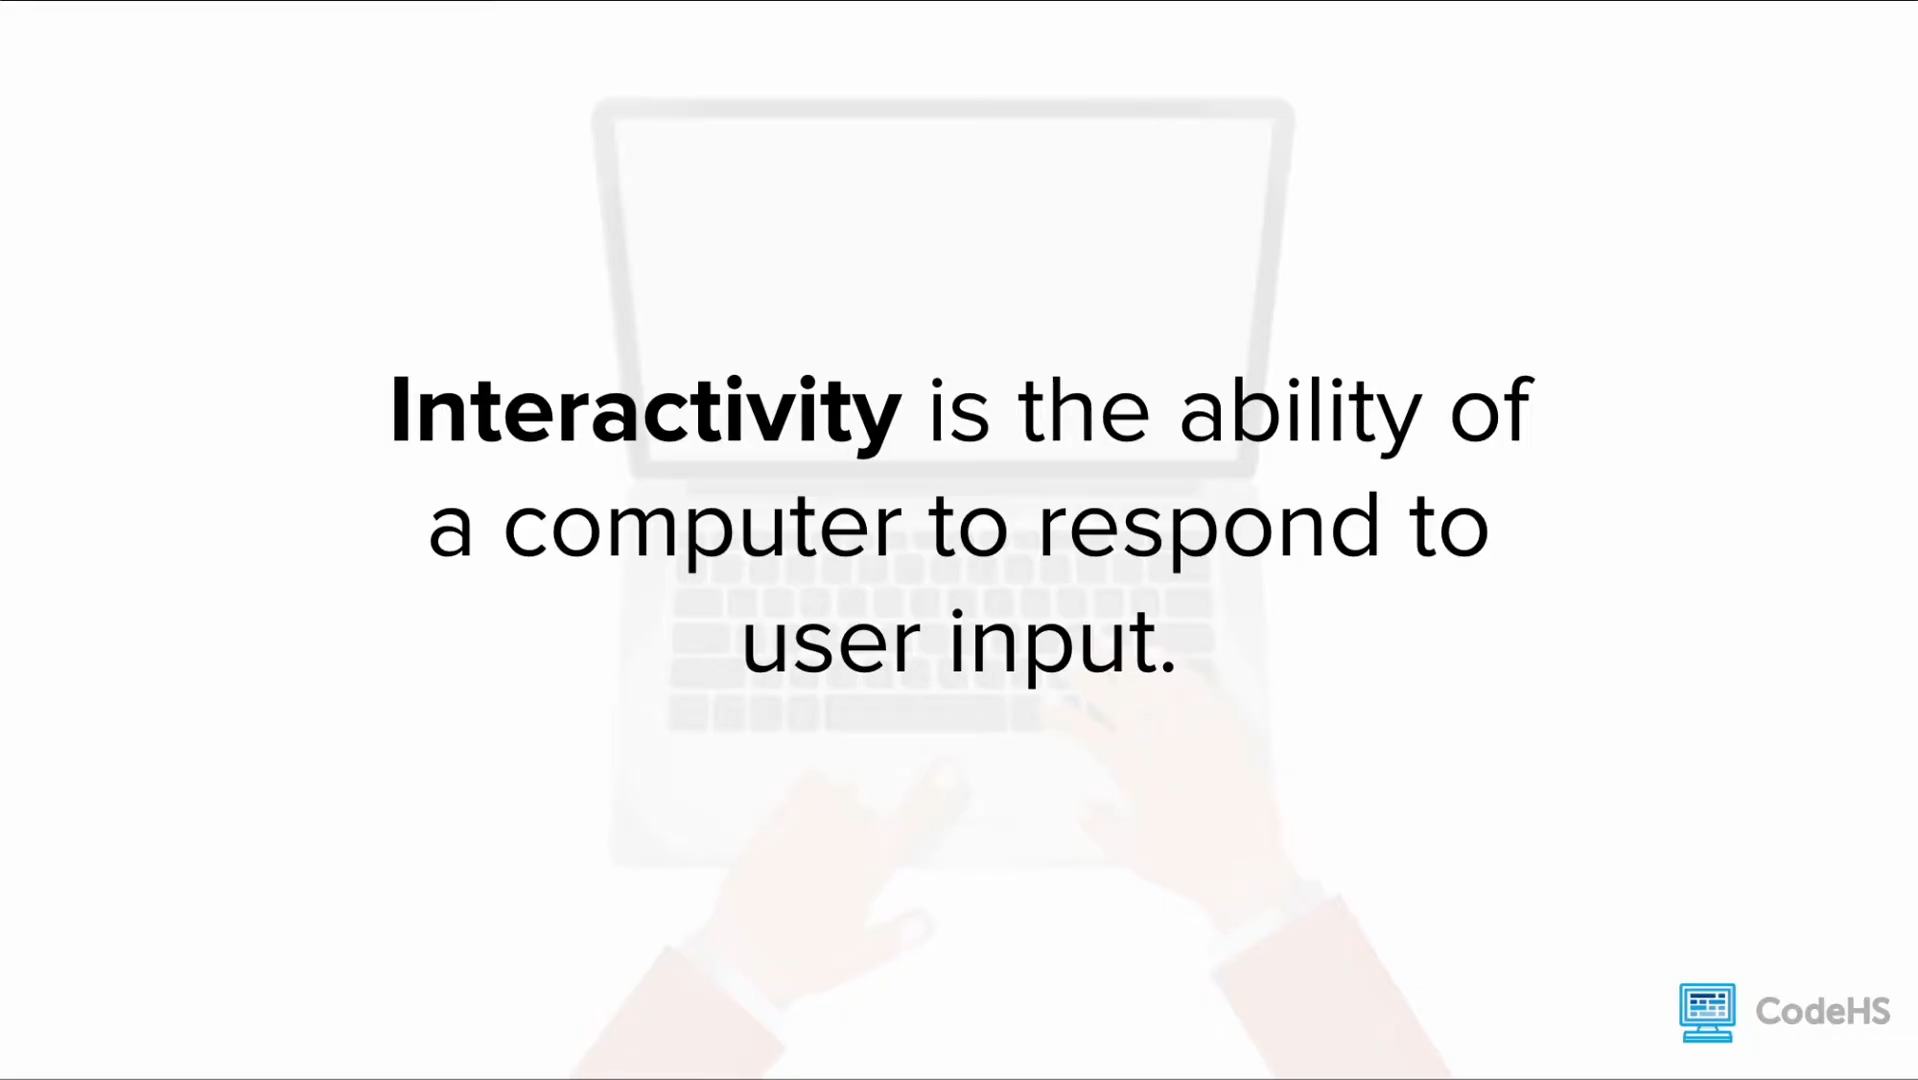 Interactivity is the ability of
a computer to respond to
user input.
CodeHS